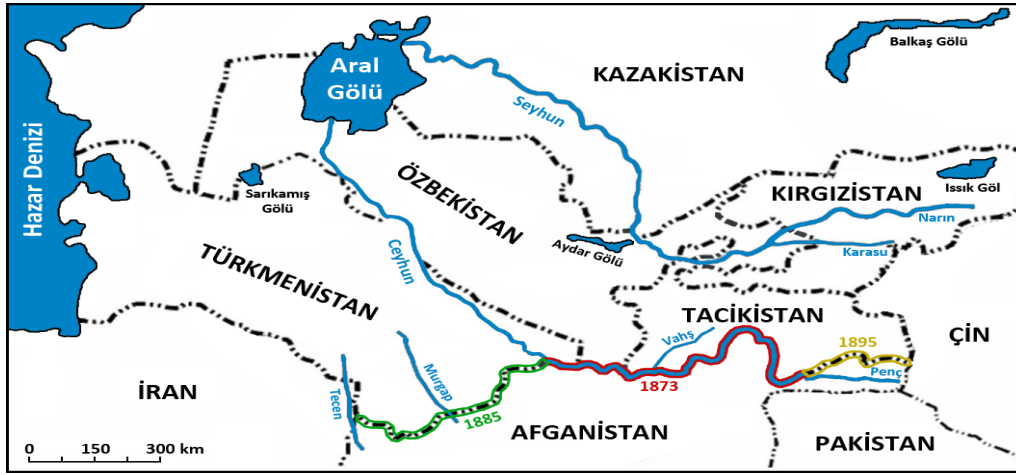 Balkaş Gölü
Aral
Gölü
KAZAKİSTAN
Seyhun
Hazar Denizi
Sarıkamış
Gölü
ÖZBEKİSTAN
KIRGIZİSTAN
Issık Göl
Narın
Aydar Gölü
Karasu
Ceyhun
TÜRKMENİSTAN
TACİKİSTAN
Vahş
ÇİN
1895
Penç
1873
İRAN
Tecen
Murgap
1885
AFGANİSTAN
PAKİSTAN
0 150 300 km